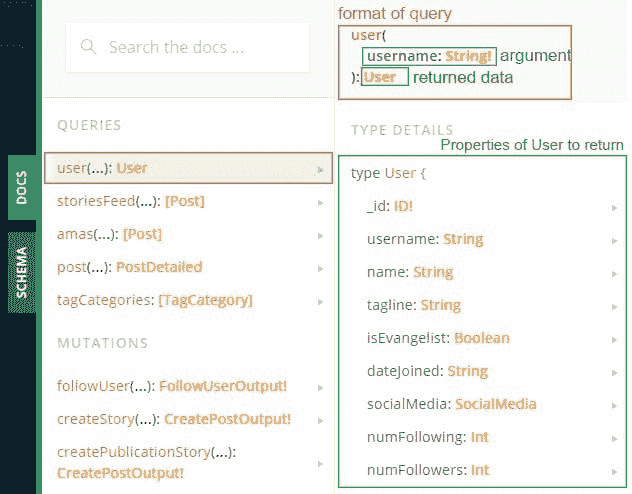 DOCS
SCHEMA
Search the docs ...
QUERIES
user(...): User
storiesFeed(...): [Post]
amas(...): [Post]
post(...): PostDetailed
tagCategories: [TagCategory]
MUTATIONS
followUser(...): FollowUserOutput!
createStory(...): CreatePostOutput!
createPublicationStory(...):
CreatePostOutput!
format of query
user(
username: String! argument
): User returned data
TYPE DETAILS
Properties of User to return
type User {
_id: ID!
username: String
name: String
tagline: String
isEvangelist: Boolean
dateJoined: String
socialMedia: SocialMedia
numFollowing: Int
numFollowers: Int